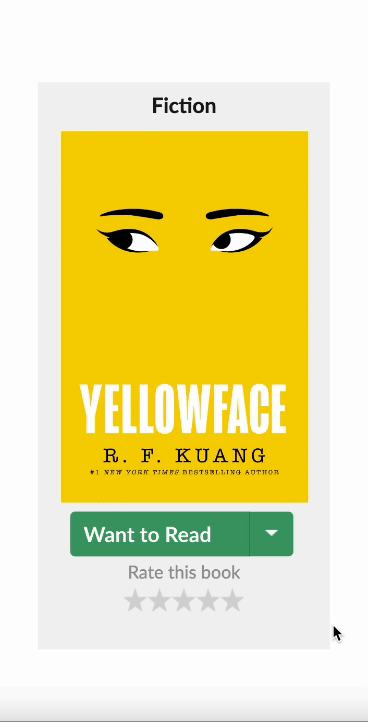 Fiction
YELLOWFACE
R. F. KUANG
#1 NEW YORK TIMES BESTSELLING AUTHOR
Want to Read
Rate this book